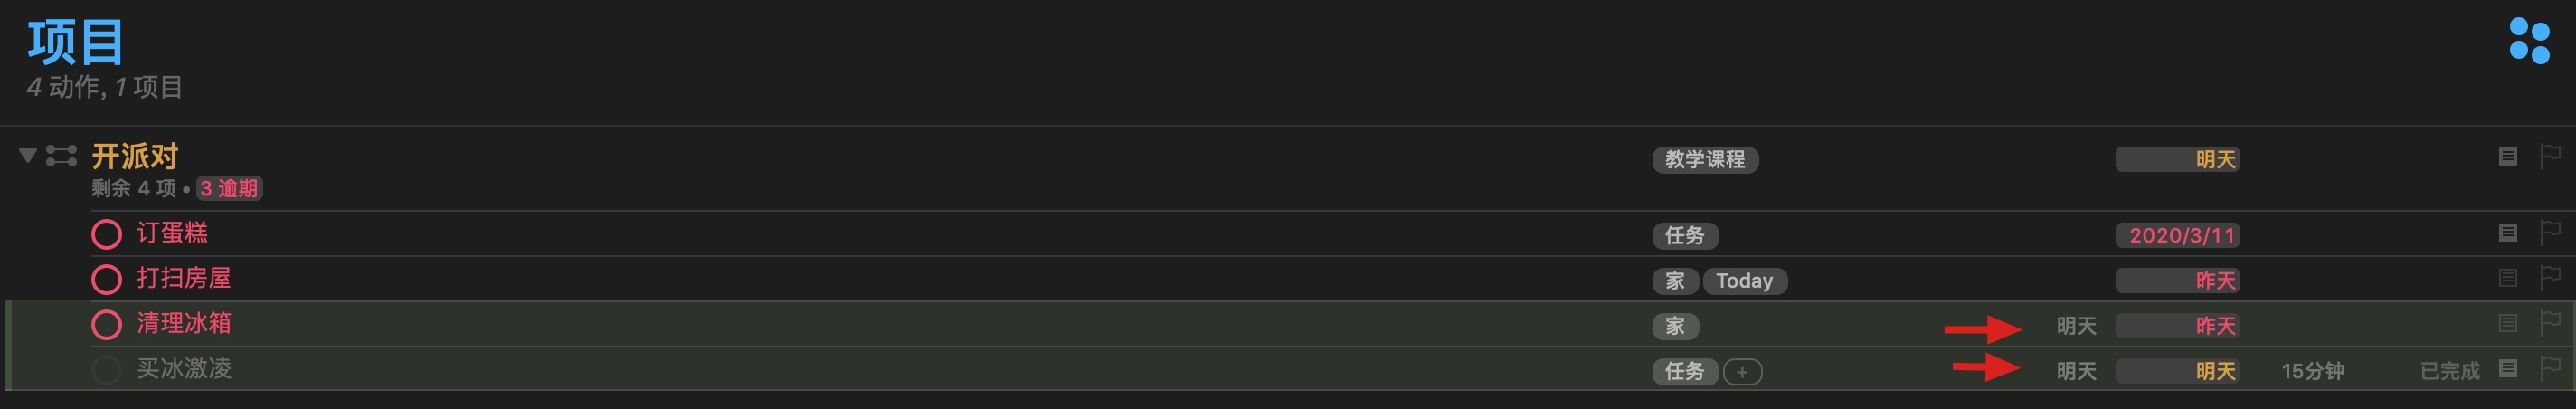 项目
4 动作, 1 项目
开派对 教学课程 明天
剩余 4 项 • 3 逾期
订蛋糕 任务 2020/3/11
打扫房屋 家 Today 昨天
清理冰箱 家 明天 昨天
买冰激凌 任务 + 明天 明天 15分钟 已完成